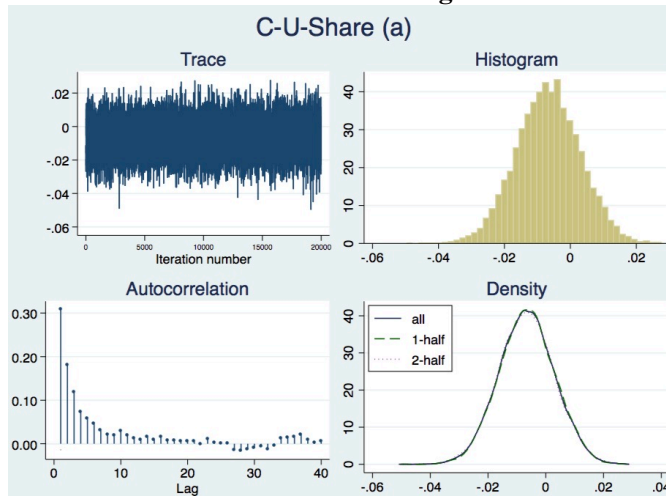 C-U-Share (a)
Trace
.02
0
-.02
-.04
-.06
0 5000 10000 15000 20000
Iteration number
Histogram
40
30
20
10
0
-.06 -.04 -.02 0 .02
Autocorrelation
0.30
0.20
0.10
0.00
0 10 20 30 40
Lag
Density
all
1-half
2-half
40
30
20
10
0
-.06 -.04 -.02 0 .02 .04